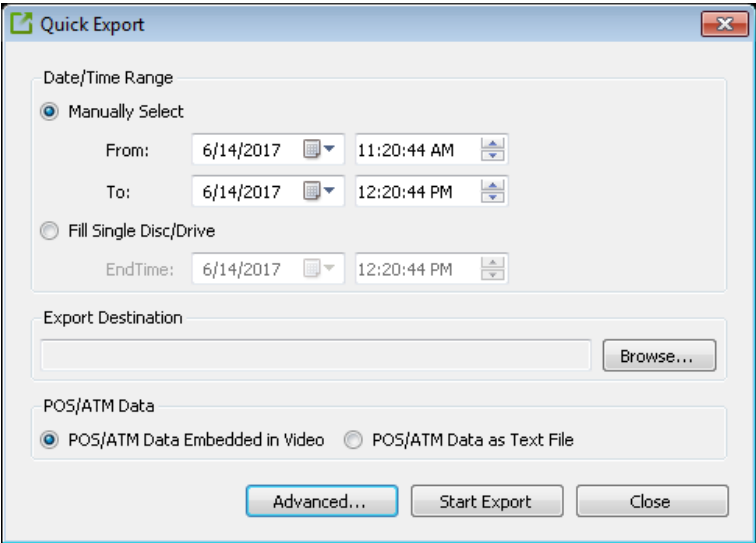 Quick Export
Date/Time Range
Manually Select
From: 6/14/2017 11:20:44 AM
To: 6/14/2017 12:20:44 PM
Fill Single Disc/Drive
EndTime: 6/14/2017 12:20:44 PM
Export Destination
Browse...
POS/ATM Data
POS/ATM Data Embedded in Video POS/ATM Data as Text File
Advanced... Start Export Close